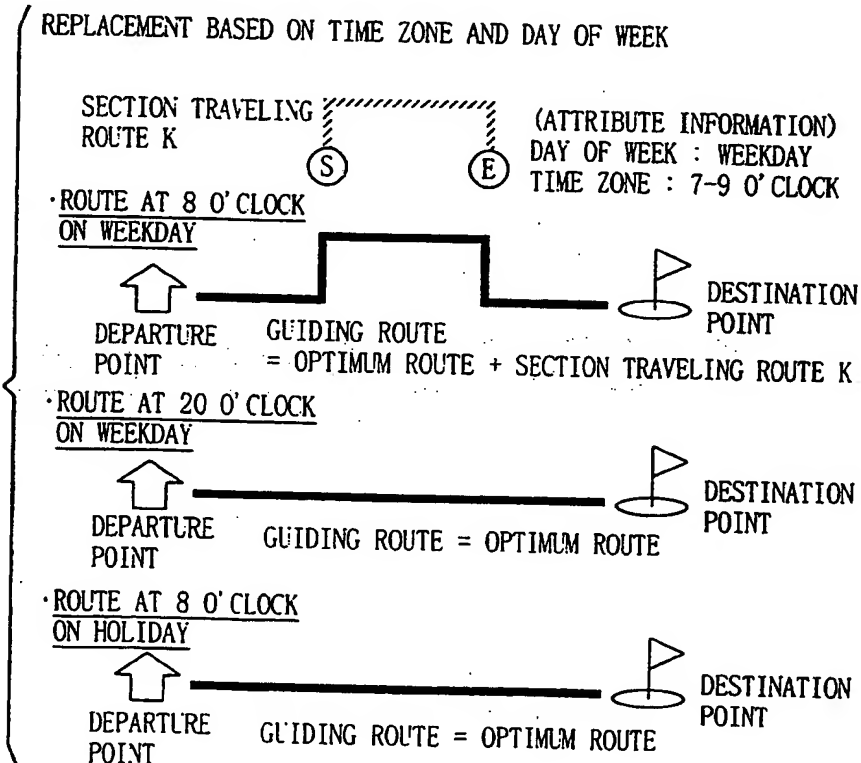 REPLACEMENT BASED ON TIME ZONE AND DAY OF WEEK
SECTION TRAVELING
ROUTE K
S
E
(ATTRIBUTE INFORMATION)
DAY OF WEEK : WEEKDAY
TIME ZONE : 7-9 O'CLOCK
·ROUTE AT 8 O'CLOCK
ON WEEKDAY
DEPARTURE
POINT
GUIDING ROUTE
= OPTIMUM ROUTE + SECTION TRAVELING ROUTE K
DESTINATION
POINT
·ROUTE AT 20 O'CLOCK
ON WEEKDAY
DEPARTURE
POINT
GUIDING ROUTE = OPTIMUM ROUTE
DESTINATION
POINT
·ROUTE AT 8 O'CLOCK
ON HOLIDAY
DEPARTURE
POINT
GUIDING ROUTE = OPTIMUM ROUTE
DESTINATION
POINT